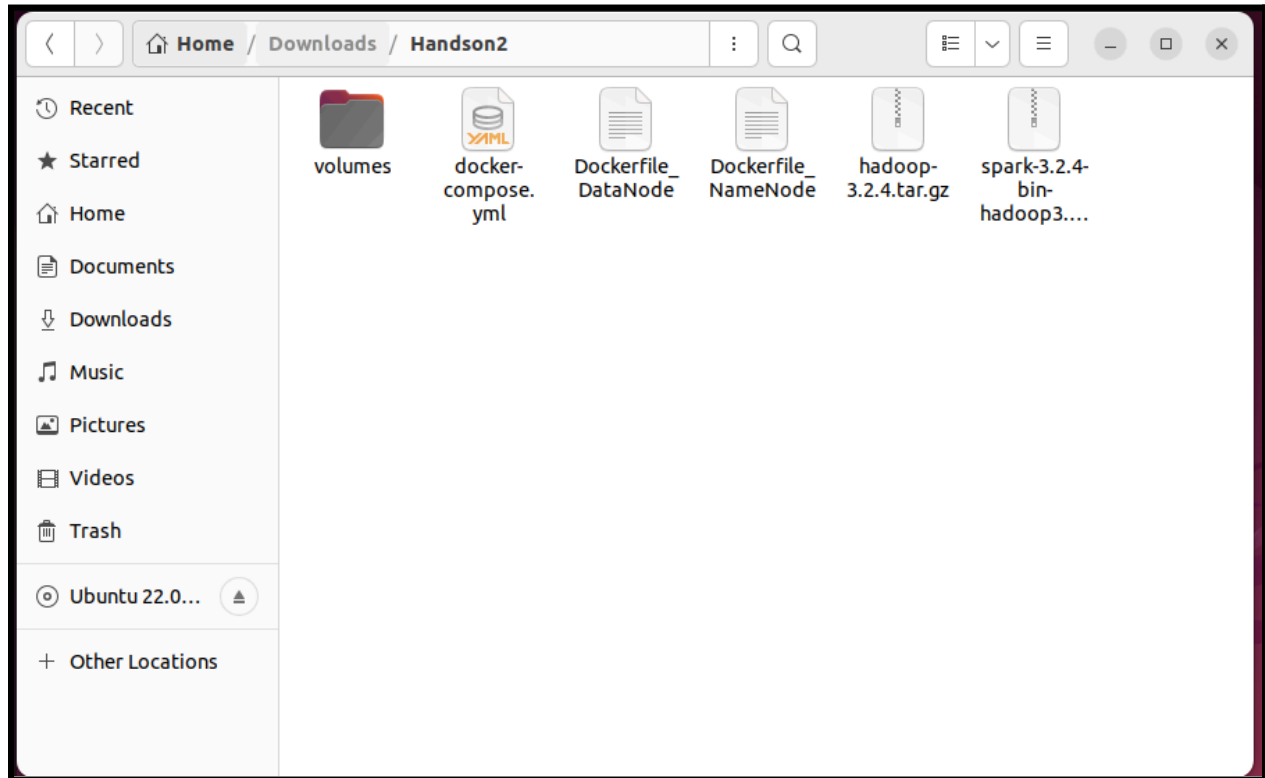 Home / Downloads / Handson2
Recent
Starred
Home
Documents
Downloads
Music
Pictures
Videos
Trash
Ubuntu 22.0...
Other Locations
volumes
YAML
docker-
compose.
yml
Dockerfile_
DataNode
Dockerfile_
NameNode
hadoop-
3.2.4.tar.gz
spark-3.2.4-
bin-
hadoop3....